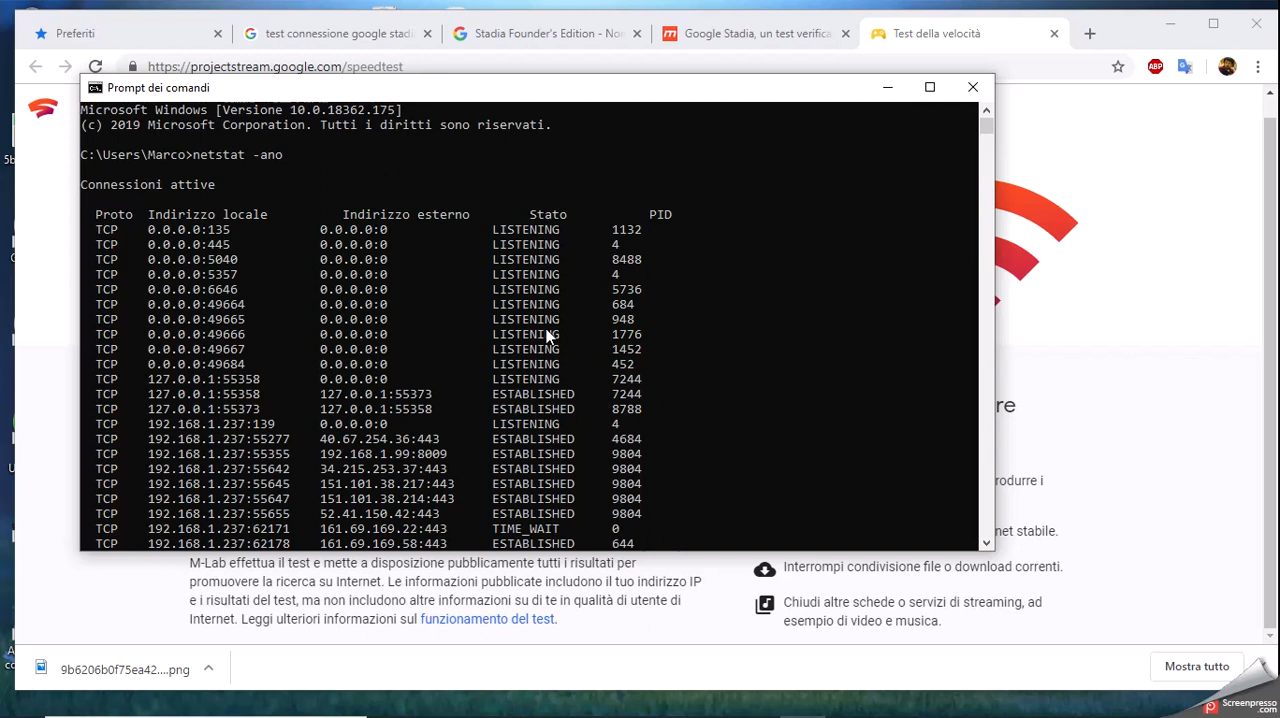 Preferiti
test connessione google stadi
Stadia Founder's Edition - Nor
Google Stadia, un test verifica
Test della velocità
https://projectstream.google.com/speedtest
ABP
Prompt dei comandi
Microsoft Windows [Versione 10.0.18362.175]
(c) 2019 Microsoft Corporation. Tutti i diritti sono riservati.
C:\Users\Marco>netstat -ano
Connessioni attive
Proto Indirizzo locale Indirizzo esterno Stato PID
TCP 0.0.0.0:135 0.0.0.0:0 LISTENING 1132
TCP 0.0.0.0:445 0.0.0.0:0 LISTENING 4
TCP 0.0.0.0:5040 0.0.0.0:0 LISTENING 8488
TCP 0.0.0.0:5357 0.0.0.0:0 LISTENING 4
TCP 0.0.0.0:6646 0.0.0.0:0 LISTENING 5736
TCP 0.0.0.0:49664 0.0.0.0:0 LISTENING 684
TCP 0.0.0.0:49665 0.0.0.0:0 LISTENING 948
TCP 0.0.0.0:49666 0.0.0.0:0 LISTENING 1776
TCP 0.0.0.0:49667 0.0.0.0:0 LISTENING 1452
TCP 0.0.0.0:49684 0.0.0.0:0 LISTENING 452
TCP 127.0.0.1:55358 0.0.0.0:0 LISTENING 7244
TCP 127.0.0.1:55358 127.0.0.1:55373 ESTABLISHED 7244
TCP 127.0.0.1:55373 127.0.0.1:55358 ESTABLISHED 8788
TCP 192.168.1.237:139 0.0.0.0:0 LISTENING 4
TCP 192.168.1.237:55277 40.67.254.36:443 ESTABLISHED 4684
TCP 192.168.1.237:55355 192.168.1.99:8009 ESTABLISHED 9804
TCP 192.168.1.237:55642 34.215.253.37:443 ESTABLISHED 9804
TCP 192.168.1.237:55645 151.101.38.217:443 ESTABLISHED 9804
TCP 192.168.1.237:55647 151.101.38.214:443 ESTABLISHED 9804
TCP 192.168.1.237:55655 52.41.150.42:443 ESTABLISHED 9804
TCP 192.168.1.237:62171 161.69.169.22:443 TIME_WAIT 0
TCP 192.168.1.237:62178 161.69.169.58:443 ESTABLISHED 644
M-Lab effettua il test e mette a disposizione pubblicamente tutti i risultati per
promuovere la ricerca su Internet. Le informazioni pubblicate includono il tuo indirizzo IP
e i risultati del test, ma non includono altre informazioni su di te in qualità di utente di
Internet. Leggi ulteriori informazioni sul funzionamento del test.
re
rodurre i
net stabile.
Interrompi condivisione file o download correnti.
Chiudi altre schede o servizi di streaming, ad
esempio di video e musica.
9b6206b0f75ea42....png
Mostra tutto
Screenpresso
.com